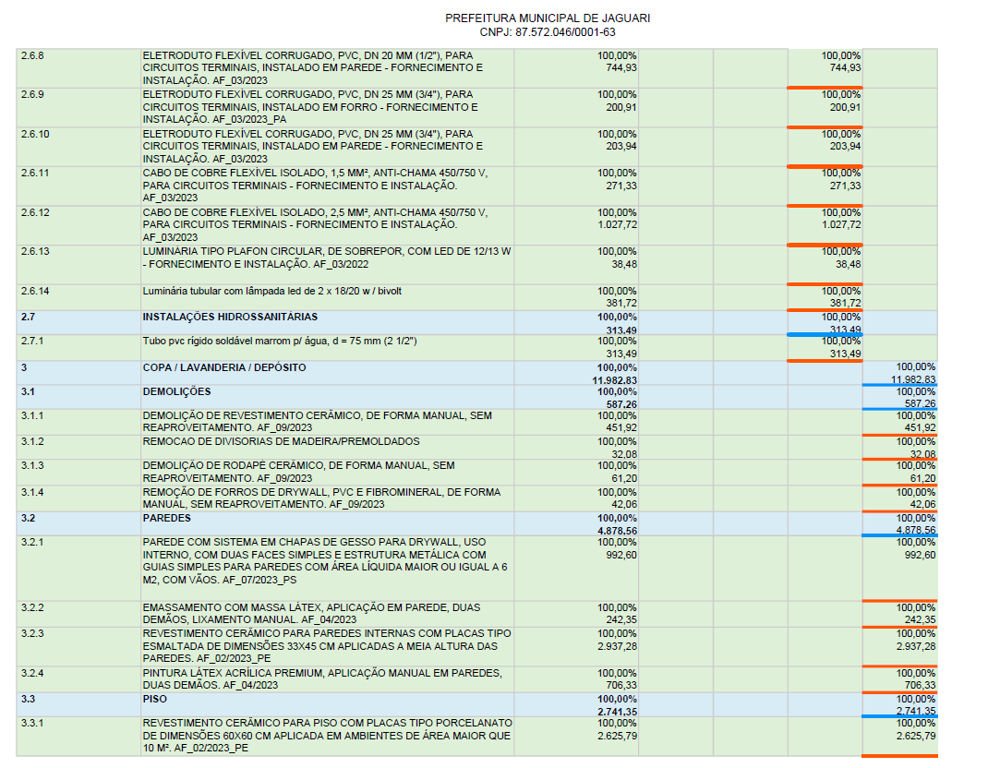 PREFEITURA MUNICIPAL DE JAGUARI
CNPJ: 87.572.046/0001-63
2.6.8 ELETRODUTO FLEXÍVEL CORRUGADO, PVC, DN 20 MM (1/2"), PARA 100,00% 100,00%
CIRCUITOS TERMINAIS, INSTALADO EM PAREDE - FORNECIMENTO E 744,93 744,93
INSTALAÇÃO. AF_03/2023
2.6.9 ELETRODUTO FLEXÍVEL CORRUGADO, PVC, DN 25 MM (3/4"), PARA 100,00% 100,00%
CIRCUITOS TERMINAIS, INSTALADO EM FORRO - FORNECIMENTO E 200,91 200,91
INSTALAÇÃO. AF_03/2023_PA
2.6.10 ELETRODUTO FLEXÍVEL CORRUGADO, PVC, DN 25 MM (3/4"), PARA 100,00% 100,00%
CIRCUITOS TERMINAIS, INSTALADO EM PAREDE - FORNECIMENTO E 203,94 203,94
INSTALAÇÃO. AF_03/2023
2.6.11 CABO DE COBRE FLEXÍVEL ISOLADO, 1,5 MM², ANTI-CHAMA 450/750 V, 100,00% 100,00%
PARA CIRCUITOS TERMINAIS - FORNECIMENTO E INSTALAÇÃO. 271,33 271,33
AF_03/2023
2.6.12 CABO DE COBRE FLEXÍVEL ISOLADO, 2,5 MM², ANTI-CHAMA 450/750 V, 100,00% 100,00%
PARA CIRCUITOS TERMINAIS - FORNECIMENTO E INSTALAÇÃO. 1.027,72 1.027,72
AF_03/2023
2.6.13 LUMINÁRIA TIPO PLAFON CIRCULAR, DE SOBREPOR, COM LED DE 12/13 W 100,00% 100,00%
- FORNECIMENTO E INSTALAÇÃO. AF_03/2022 38,48 38,48
2.6.14 Luminária tubular com lâmpada led de 2 x 18/20 w / bivolt 100,00% 100,00%
381,72 381,72
2.7 INSTALAÇÕES HIDROSSANITÁRIAS 100,00% 100,00%
313,49 313,49
2.7.1 Tubo pvc rígido soldável marrom p/ água, d = 75 mm (2 1/2") 100,00% 100,00%
313,49 313,49
3 COPA / LAVANDERIA / DEPÓSITO 100,00% 100,00%
11.982,83 11.982,83
3.1 DEMOLIÇÕES 100,00% 100,00%
587,26 587,26
3.1.1 DEMOLIÇÃO DE REVESTIMENTO CERÂMICO, DE FORMA MANUAL, SEM 100,00% 100,00%
REAPROVEITAMENTO. AF_09/2023 451,92 451,92
3.1.2 REMOCAO DE DIVISORIAS DE MADEIRA/PREMOLDADOS 100,00% 100,00%
32,08 32,08
3.1.3 DEMOLIÇÃO DE RODAPÉ CERÂMICO, DE FORMA MANUAL, SEM 100,00% 100,00%
REAPROVEITAMENTO. AF_09/2023 61,20 61,20
3.1.4 REMOÇÃO DE FORROS DE DRYWALL, PVC E FIBROMINERAL, DE FORMA 100,00% 100,00%
MANUAL, SEM REAPROVEITAMENTO. AF_09/2023 42,06 42,06
3.2 PAREDES 100,00% 100,00%
4.878,56 4.878,56
3.2.1 PAREDE COM SISTEMA EM CHAPAS DE GESSO PARA DRYWALL, USO 100,00% 100,00%
INTERNO, COM DUAS FACES SIMPLES E ESTRUTURA METÁLICA COM 992,60 992,60
GUIAS SIMPLES PARA PAREDES COM ÁREA LÍQUIDA MAIOR OU IGUAL A 6
M2, COM VÃOS. AF_07/2023_PS
3.2.2 EMASSAMENTO COM MASSA LÁTEX, APLICAÇÃO EM PAREDE, DUAS 100,00% 100,00%
DEMÃOS, LIXAMENTO MANUAL. AF_04/2023 242,35 242,35
3.2.3 REVESTIMENTO CERÂMICO PARA PAREDES INTERNAS COM PLACAS TIPO 100,00% 100,00%
ESMALTADA DE DIMENSÕES 33X45 CM APLICADAS A MEIA ALTURA DAS 2.937,28 2.937,28
PAREDES. AF_02/2023_PE
3.2.4 PINTURA LÁTEX ACRÍLICA PREMIUM, APLICAÇÃO MANUAL EM PAREDES, 100,00% 100,00%
DUAS DEMÃOS. AF_04/2023 706,33 706,33
3.3 PISO 100,00% 100,00%
2.741,35 2.741,35
3.3.1 REVESTIMENTO CERÂMICO PARA PISO COM PLACAS TIPO PORCELANATO 100,00% 100,00%
DE DIMENSÕES 60X60 CM APLICADA EM AMBIENTES DE ÁREA MAIOR QUE 2.625,79 2.625,79
10 M². AF_02/2023_PE